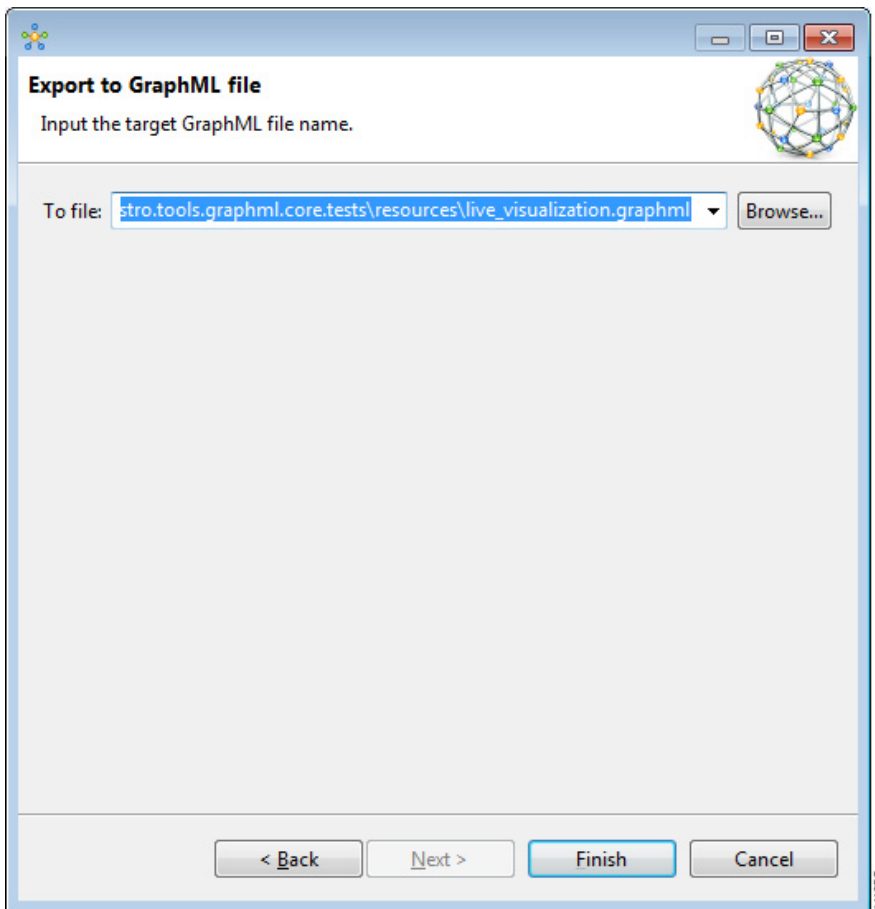 Export to GraphML file
Input the target GraphML file name.
To file: stro.tools.graphml.core.tests\resources\live_visualization.graphml Browse...
< Back Next > Finish Cancel